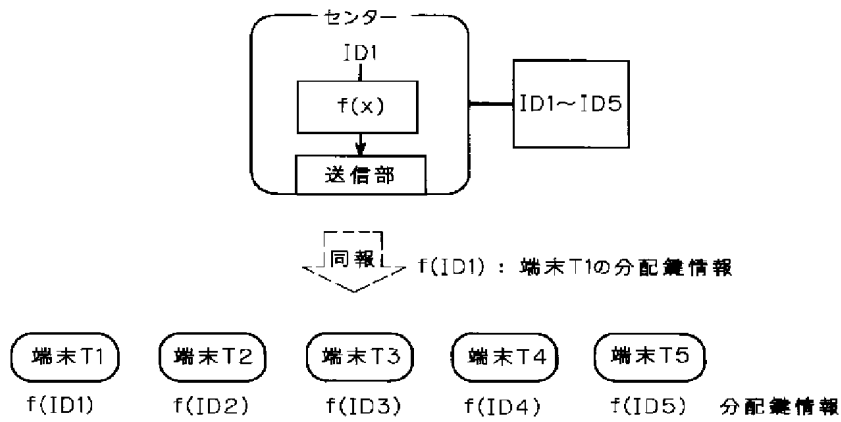 センター
ID1
f(x)
ID1～ID5
送信部
同報
f(ID1) : 端末T1の分配鍵情報
端末T1
端末T2
端末T3
端末T4
端末T5
f(ID1)
f(ID2)
f(ID3)
f(ID4)
f(ID5)
分配鍵情報